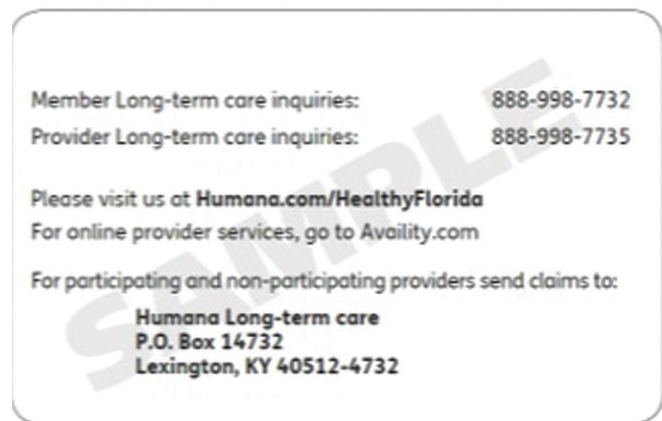 Member Long-term care inquiries: 888-998-7732
Provider Long-term care inquiries: 888-998-7735
Please visit us at Humana.com/HealthyFlorida
For online provider services, go to Availity.com
For participating and non-participating providers send claims to:
Humana Long-term care
P.O. Box 14732
Lexington, KY 40512-4732
SAMPLE